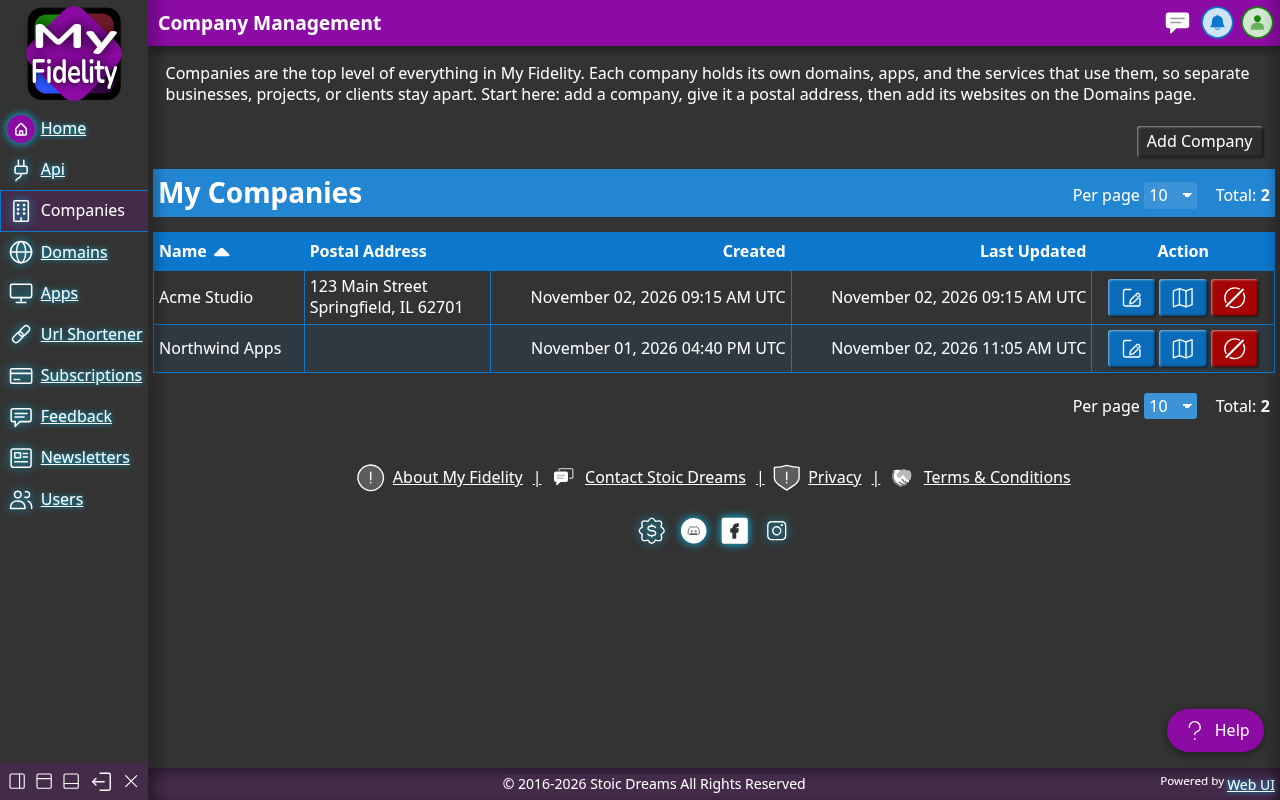 My
Fidelity
Company Management
Home
Api
Companies
Domains
Apps
Url Shortener
Subscriptions
Feedback
Newsletters
Users
Companies are the top level of everything in My Fidelity. Each company holds its own domains, apps, and the services that use them, so separate
businesses, projects, or clients stay apart. Start here: add a company, give it a postal address, then add its websites on the Domains page.
Add Company
My Companies
Per page 10 Total: 2
Name Postal Address Created Last Updated Action
Acme Studio 123 Main Street
Springfield, IL 62701 November 02, 2026 09:15 AM UTC November 02, 2026 09:15 AM UTC
Northwind Apps November 01, 2026 04:40 PM UTC November 02, 2026 11:05 AM UTC
Per page 10 Total: 2
About My Fidelity | Contact Stoic Dreams | Privacy | Terms & Conditions
Help
© 2016-2026 Stoic Dreams All Rights Reserved
Powered by Web UI